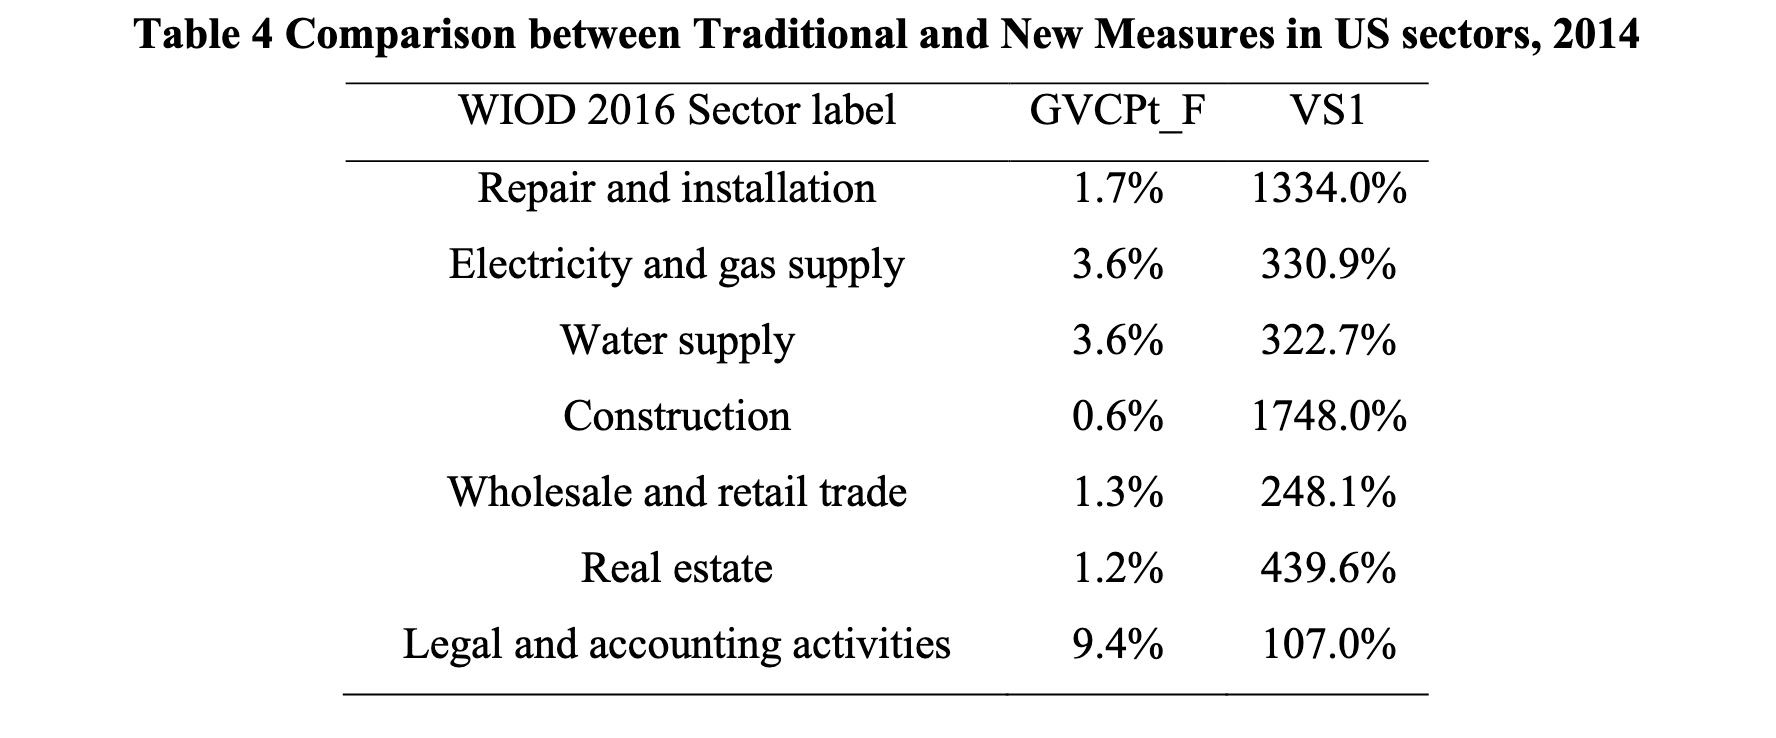 Table 4 Comparison between Traditional and New Measures in US sectors, 2014
WIOD 2016 Sector label GVCPt_F VS1
Repair and installation 1.7% 1334.0%
Electricity and gas supply 3.6% 330.9%
Water supply 3.6% 322.7%
Construction 0.6% 1748.0%
Wholesale and retail trade 1.3% 248.1%
Real estate 1.2% 439.6%
Legal and accounting activities 9.4% 107.0%